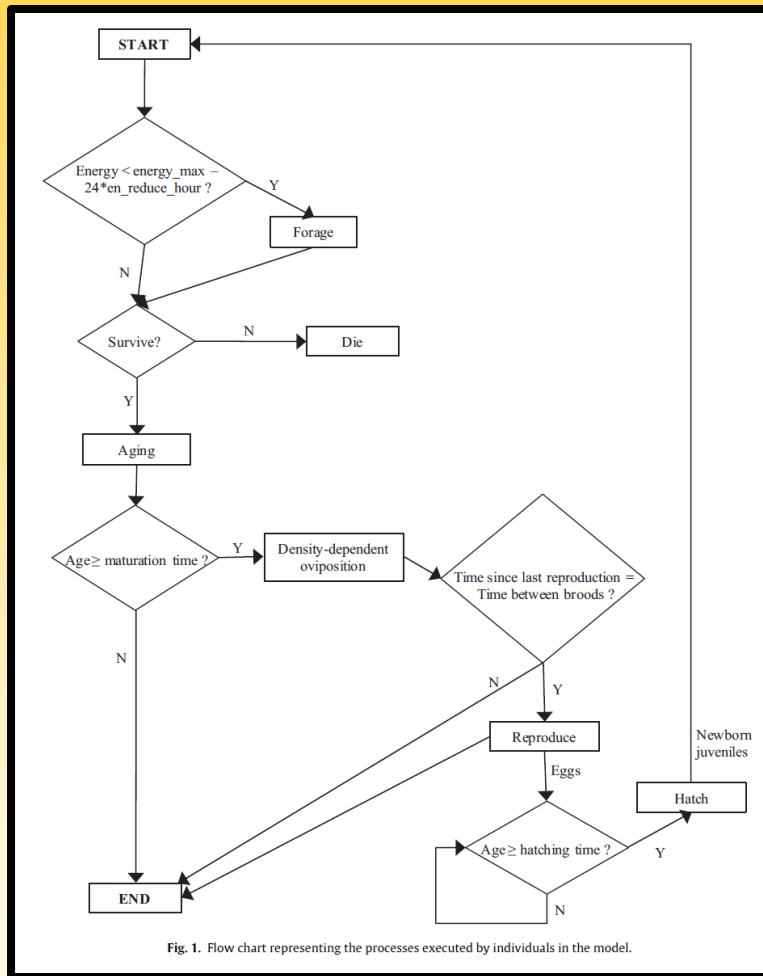 START
Energy < energy_max –
24*en_reduce_hour ?
Y
Forage
N
Survive?
N
Die
Y
Aging
Age≥ maturation time ?
Y
Density-dependent
oviposition
Time since last reproduction =
Time between broods ?
N
N
Y
Reproduce
Eggs
Newborn
juveniles
Hatch
Age≥ hatching time ?
Y
N
END
Fig. 1. Flow chart representing the processes executed by individuals in the model.